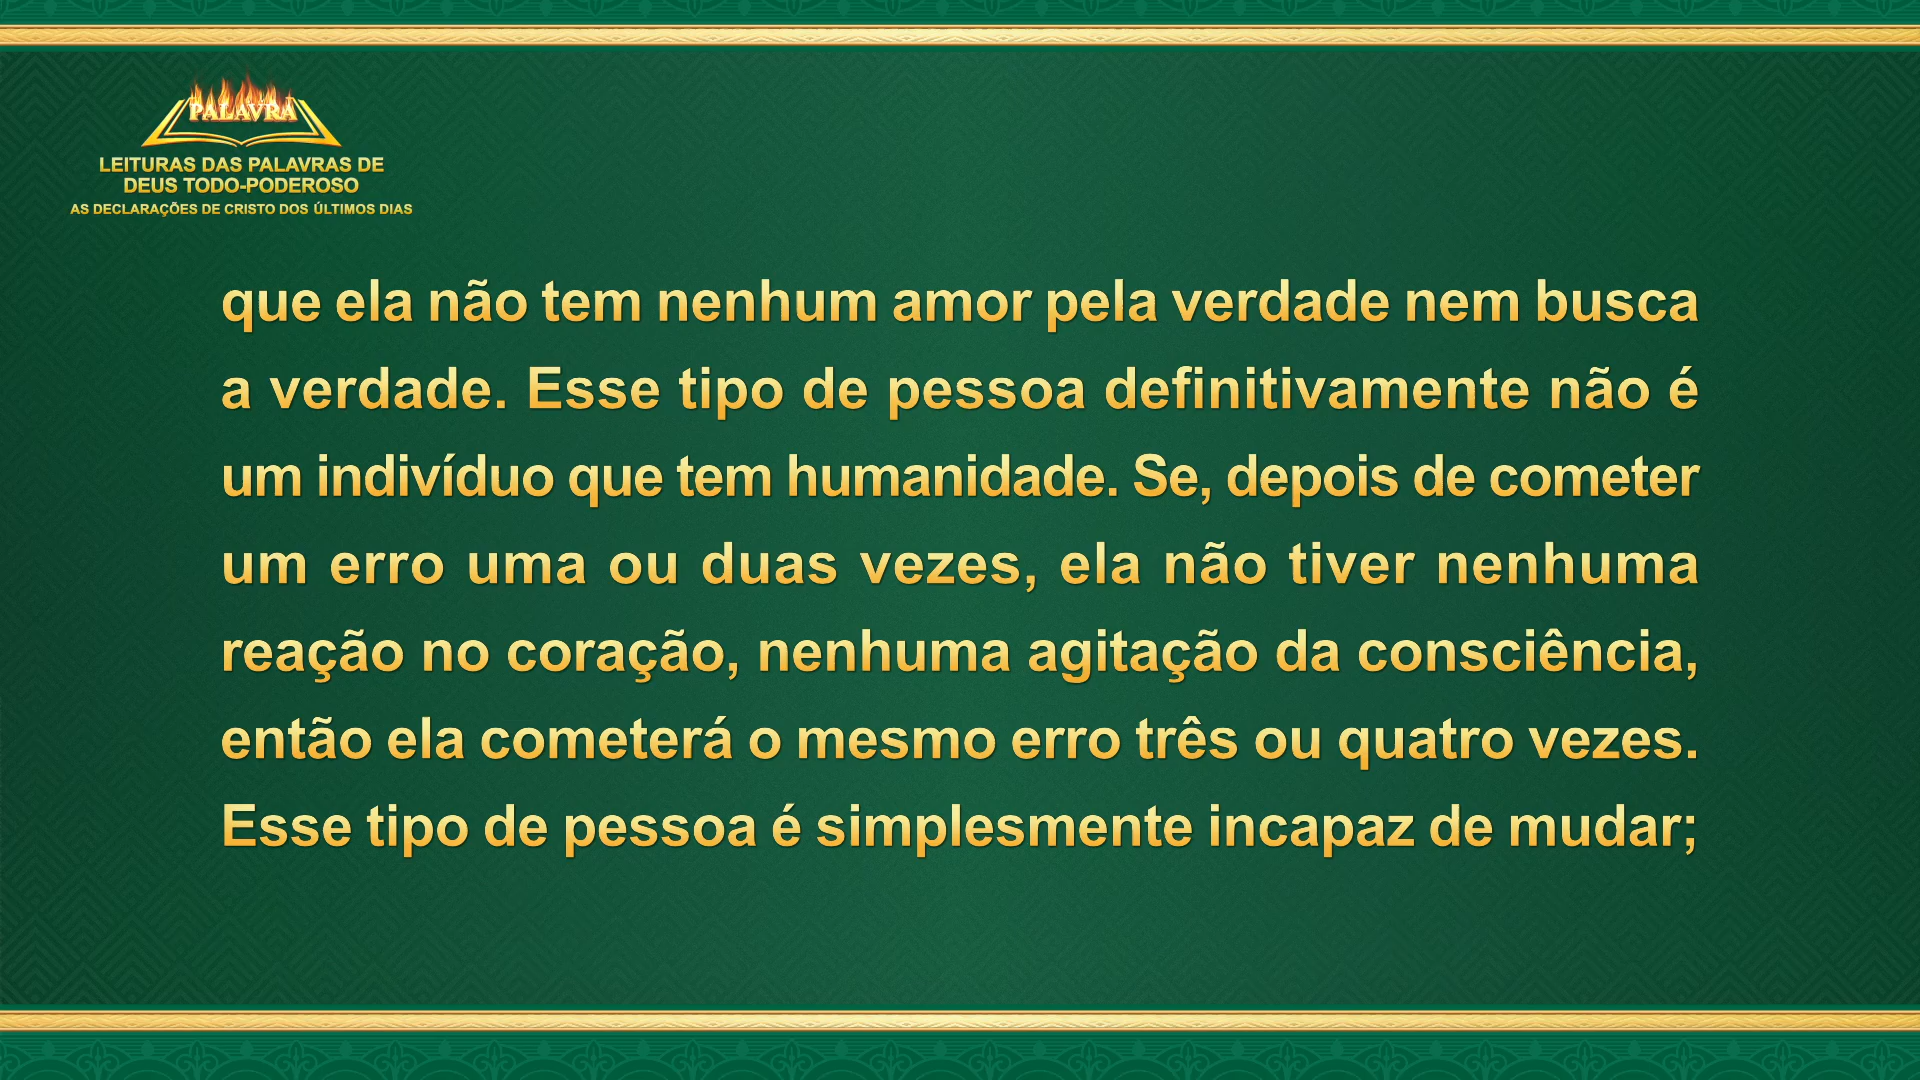 PALAVRA
LEITURAS DAS PALAVRAS DE
DEUS TODO-PODEROSO
AS DECLARAÇÕES DE CRISTO DOS ÚLTIMOS DIAS
que ela não tem nenhum amor pela verdade nem busca
a verdade. Esse tipo de pessoa definitivamente não é
um indivíduo que tem humanidade. Se, depois de cometer
um erro uma ou duas vezes, ela não tiver nenhuma
reação no coração, nenhuma agitação da consciência,
então ela cometerá o mesmo erro três ou quatro vezes.
Esse tipo de pessoa é simplesmente incapaz de mudar;